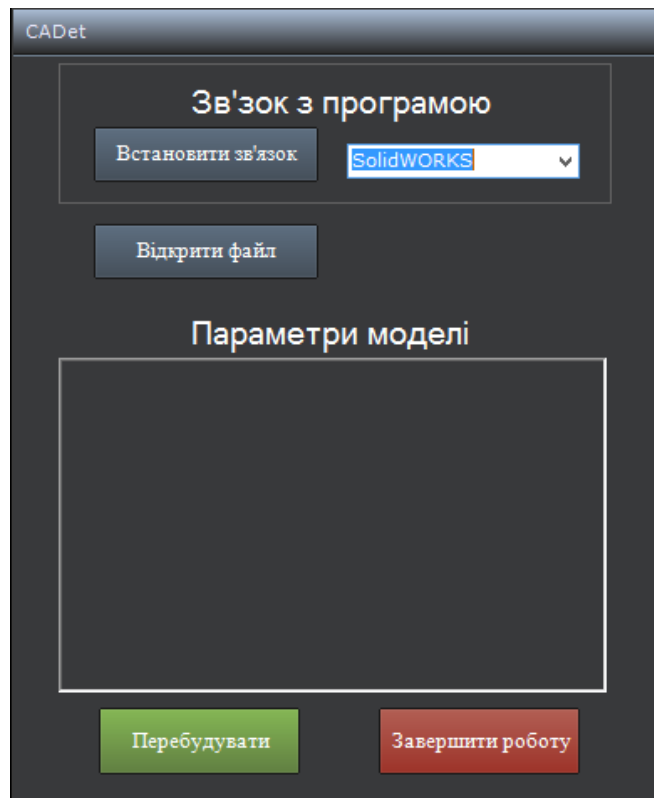 CADet
Зв'зок з програмою
Встановити зв'язок
SolidWORKS
Відкрити файл
Параметри моделі
Перебудувати
Завершити роботу